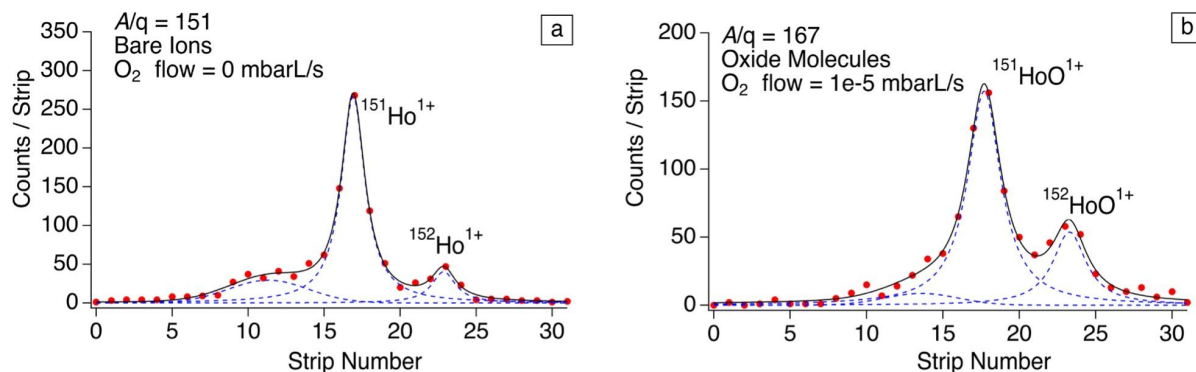 a
A/q = 151
Bare Ions
O2 flow = 0 mbarL/s
151Ho1+
152Ho1+
Counts / Strip
350
300
250
200
150
100
50
0
0 5 10 15 20 25 30
Strip Number
b
A/q = 167
Oxide Molecules
O2 flow = 1e-5 mbarL/s
151HoO1+
152HoO1+
Counts / Strip
200
150
100
50
0
0 5 10 15 20 25 30
Strip Number